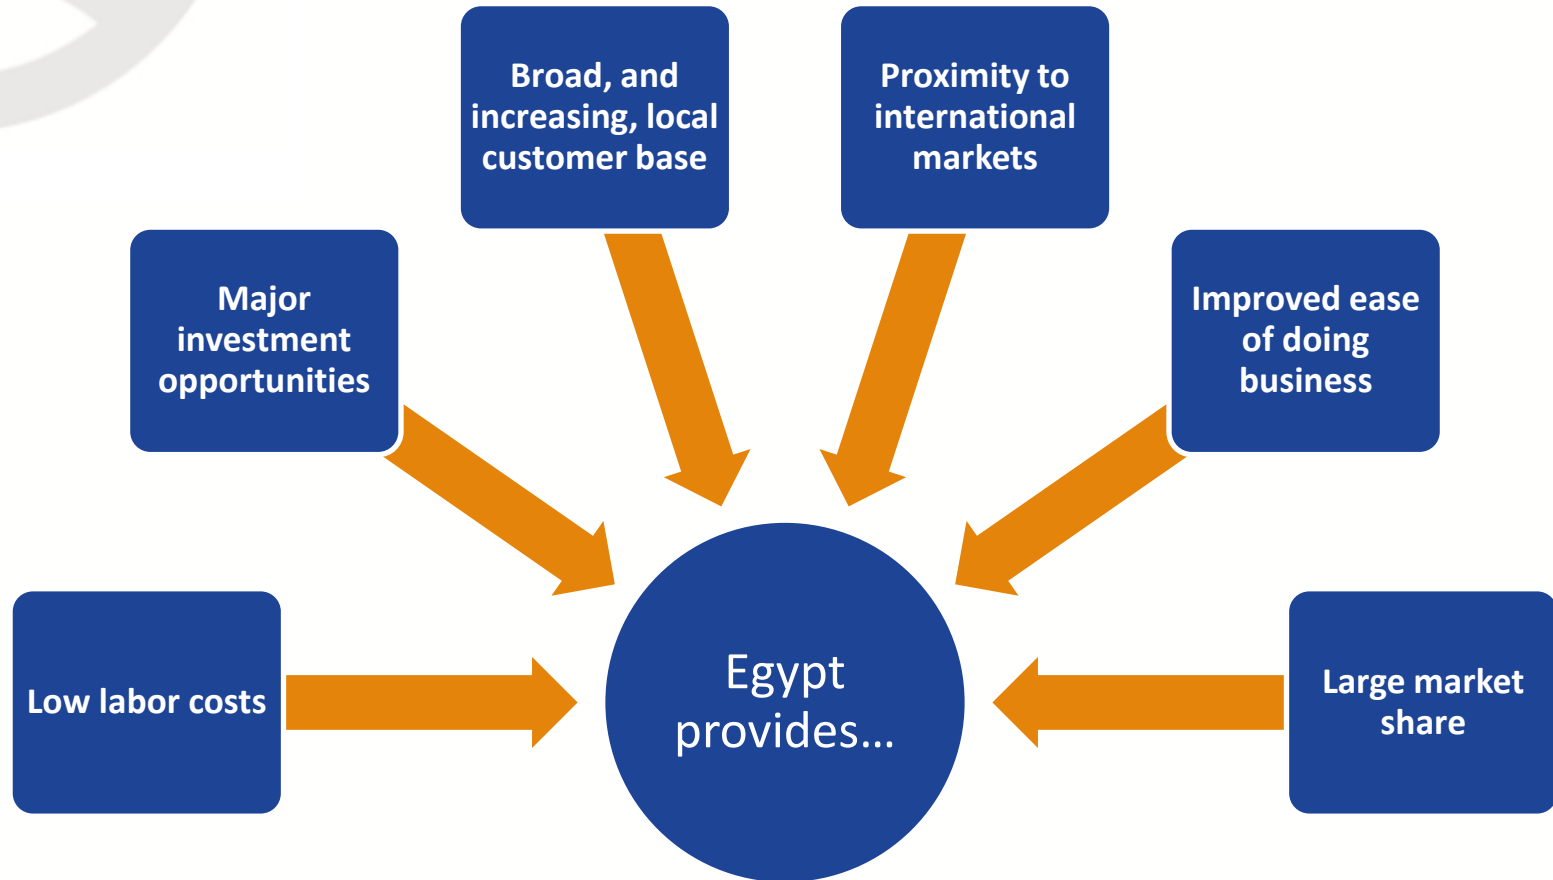 Broad, and
increasing, local
customer base
Proximity to
international
markets
Major
investment
opportunities
Improved ease
of doing
business
Low labor costs
Egypt
provides…
Large market
share